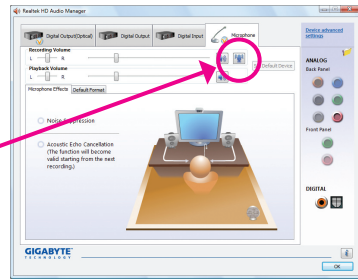 Realtek HD Audio Manager
Digital Output(Optical) Digital Output Digital Input Microphone
Device advanced settings
Recording Volume
L R
Default Device
Playback Volume
L R
Microphone Effects Default Format
Noise Suppression
Acoustic Echo Cancellation
(The function will become
valid starting from the next
recording.)
ANALOG
Back Panel
Front Panel
DIGITAL
GIGABYTE
TECHNOLOGY
i
OK